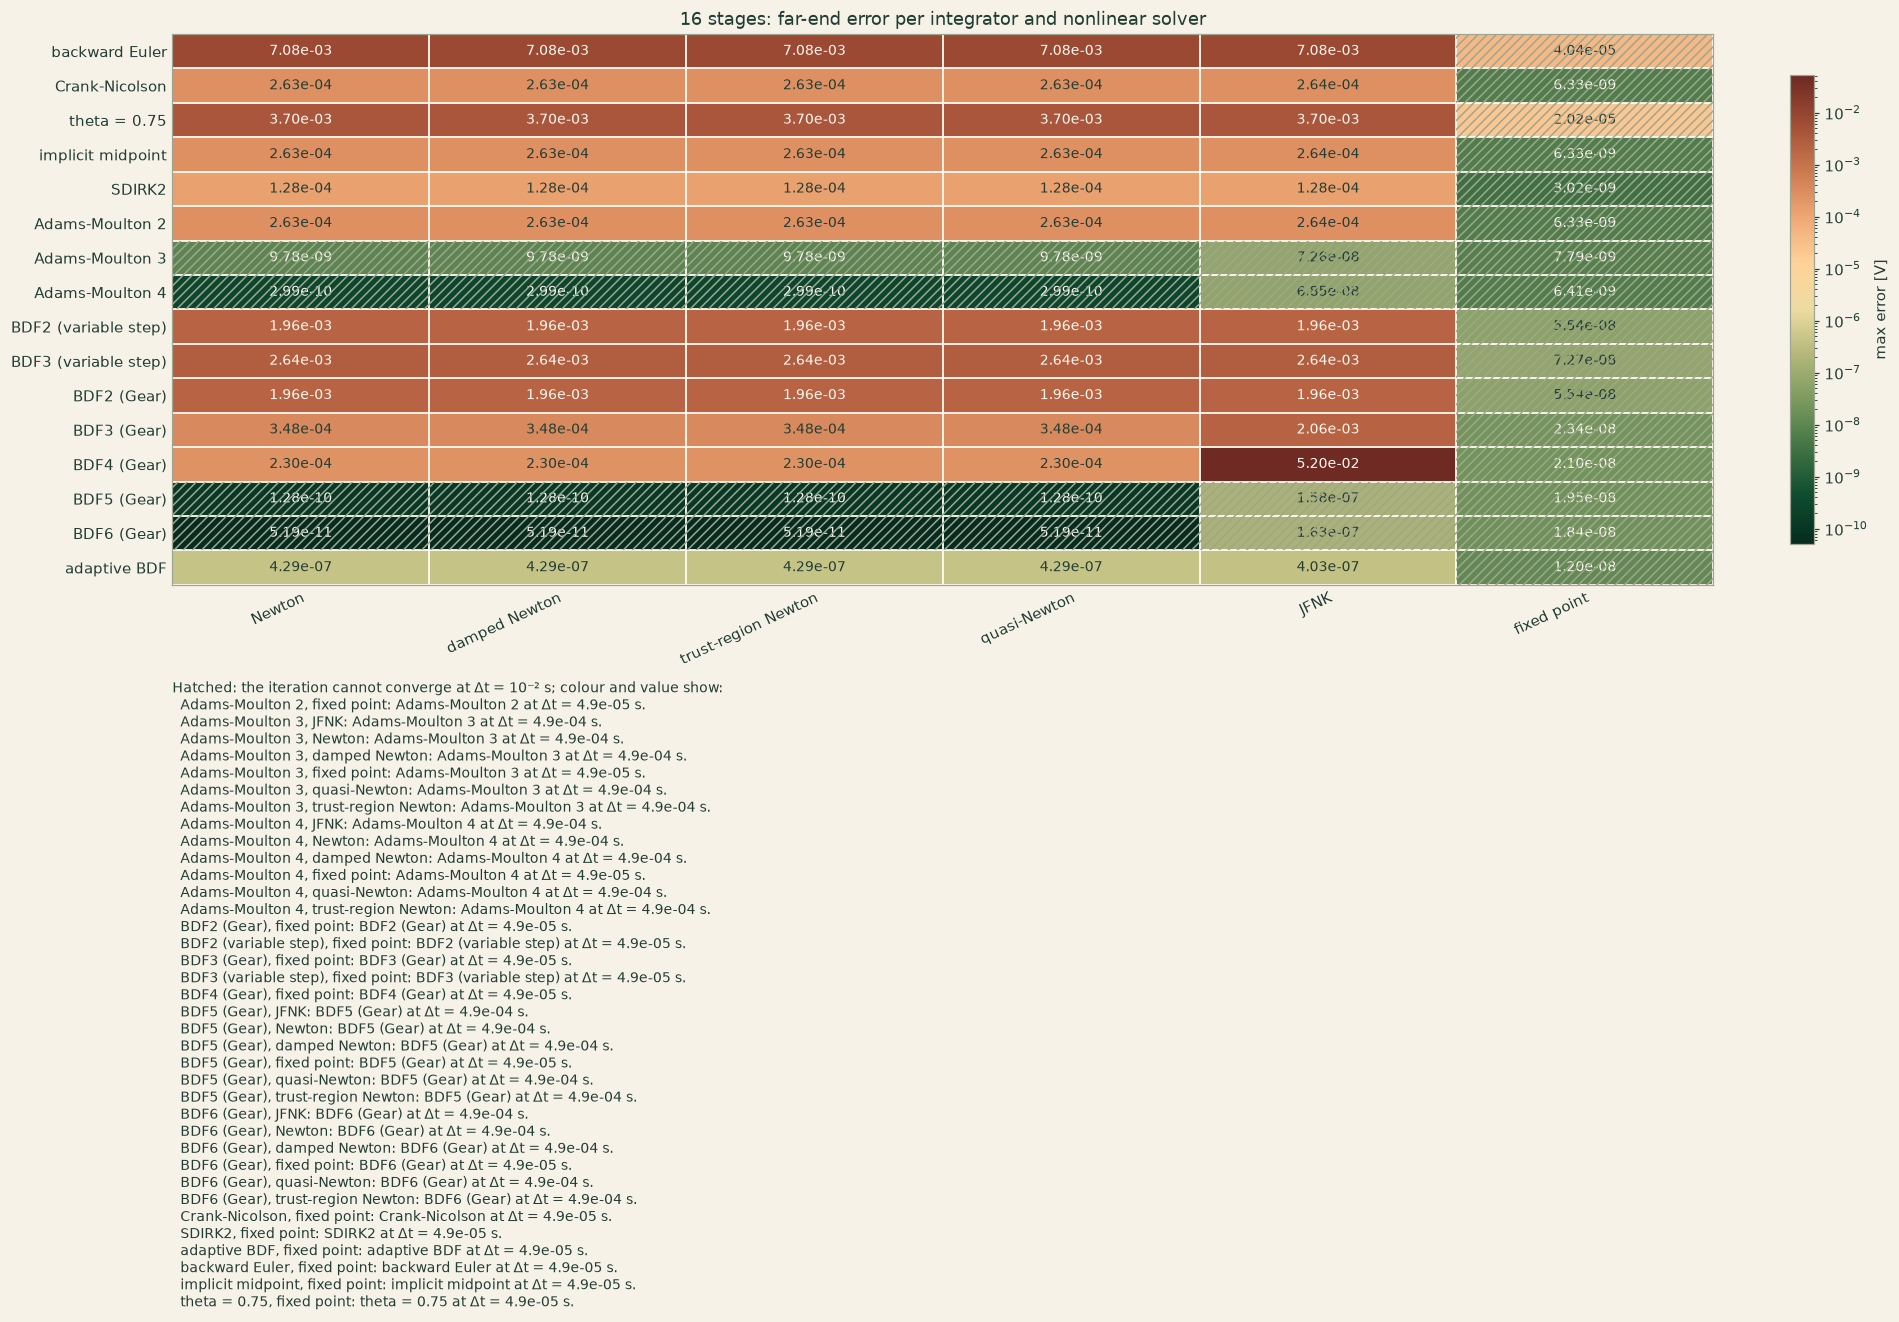 16 stages: far-end error per integrator and nonlinear solver
backward Euler 7.08e-03 7.08e-03 7.08e-03 7.08e-03 7.08e-03 4.04e-05
Crank-Nicolson 2.63e-04 2.63e-04 2.63e-04 2.63e-04 2.64e-04 6.33e-09
theta = 0.75 3.70e-03 3.70e-03 3.70e-03 3.70e-03 3.70e-03 2.02e-05
implicit midpoint 2.63e-04 2.63e-04 2.63e-04 2.63e-04 2.64e-04 6.33e-09
SDIRK2 1.28e-04 1.28e-04 1.28e-04 1.28e-04 1.28e-04 3.02e-09
Adams-Moulton 2 2.63e-04 2.63e-04 2.63e-04 2.63e-04 2.64e-04 6.33e-09
Adams-Moulton 3 9.78e-09 9.78e-09 9.78e-09 9.78e-09 7.26e-08 7.79e-09
Adams-Moulton 4 2.99e-10 2.99e-10 2.99e-10 2.99e-10 6.55e-08 6.41e-09
BDF2 (variable step) 1.96e-03 1.96e-03 1.96e-03 1.96e-03 1.96e-03
BDF3 (variable step) 2.64e-03 2.64e-03 2.64e-03 2.64e-03 2.64e-03 7.27e-08
BDF2 (Gear) 1.96e-03 1.96e-03 1.96e-03 1.96e-03 1.96e-03 5.54e-08
BDF3 (Gear) 3.48e-04 3.48e-04 3.48e-04 3.48e-04 2.06e-03 2.34e-08
BDF4 (Gear) 2.30e-04 2.30e-04 2.30e-04 2.30e-04 5.20e-02 2.10e-08
BDF5 (Gear) 1.28e-10 1.28e-10 1.28e-10 1.28e-10 1.58e-07 1.95e-08
BDF6 (Gear) 5.19e-11 5.19e-11 5.19e-11 5.19e-11 1.63e-07 1.84e-08
adaptive BDF 4.29e-07 4.29e-07 4.29e-07 4.29e-07 4.03e-07 1.20e-08
Newton damped Newton trust-region Newton quasi-Newton JFNK fixed point
10⁻²
10⁻³
10⁻⁴
10⁻⁵
10⁻⁶
10⁻⁷
10⁻⁸
10⁻⁹
10⁻¹⁰
max error [V]
Hatched: the iteration cannot converge at Δt = 10⁻² s; colour and value show:
Adams-Moulton 2, fixed point: Adams-Moulton 2 at Δt = 4.9e-05 s.
Adams-Moulton 3, JFNK: Adams-Moulton 3 at Δt = 4.9e-04 s.
Adams-Moulton 3, Newton: Adams-Moulton 3 at Δt = 4.9e-04 s.
Adams-Moulton 3, damped Newton: Adams-Moulton 3 at Δt = 4.9e-04 s.
Adams-Moulton 3, fixed point: Adams-Moulton 3 at Δt = 4.9e-05 s.
Adams-Moulton 3, quasi-Newton: Adams-Moulton 3 at Δt = 4.9e-04 s.
Adams-Moulton 3, trust-region Newton: Adams-Moulton 3 at Δt = 4.9e-04 s.
Adams-Moulton 4, JFNK: Adams-Moulton 4 at Δt = 4.9e-04 s.
Adams-Moulton 4, Newton: Adams-Moulton 4 at Δt = 4.9e-04 s.
Adams-Moulton 4, damped Newton: Adams-Moulton 4 at Δt = 4.9e-04 s.
Adams-Moulton 4, fixed point: Adams-Moulton 4 at Δt = 4.9e-05 s.
Adams-Moulton 4, quasi-Newton: Adams-Moulton 4 at Δt = 4.9e-04 s.
Adams-Moulton 4, trust-region Newton: Adams-Moulton 4 at Δt = 4.9e-04 s.
BDF2 (Gear), fixed point: BDF2 (Gear) at Δt = 4.9e-05 s.
BDF2 (variable step), fixed point: BDF2 (variable step) at Δt = 4.9e-05 s.
BDF3 (Gear), fixed point: BDF3 (Gear) at Δt = 4.9e-05 s.
BDF3 (variable step), fixed point: BDF3 (variable step) at Δt = 4.9e-05 s.
BDF4 (Gear), fixed point: BDF4 (Gear) at Δt = 4.9e-05 s.
BDF5 (Gear), JFNK: BDF5 (Gear) at Δt = 4.9e-04 s.
BDF5 (Gear), Newton: BDF5 (Gear) at Δt = 4.9e-04 s.
BDF5 (Gear), damped Newton: BDF5 (Gear) at Δt = 4.9e-04 s.
BDF5 (Gear), fixed point: BDF5 (Gear) at Δt = 4.9e-05 s.
BDF5 (Gear), quasi-Newton: BDF5 (Gear) at Δt = 4.9e-04 s.
BDF5 (Gear), trust-region Newton: BDF5 (Gear) at Δt = 4.9e-04 s.
BDF6 (Gear), JFNK: BDF6 (Gear) at Δt = 4.9e-04 s.
BDF6 (Gear), Newton: BDF6 (Gear) at Δt = 4.9e-04 s.
BDF6 (Gear), damped Newton: BDF6 (Gear) at Δt = 4.9e-04 s.
BDF6 (Gear), fixed point: BDF6 (Gear) at Δt = 4.9e-05 s.
BDF6 (Gear), quasi-Newton: BDF6 (Gear) at Δt = 4.9e-04 s.
BDF6 (Gear), trust-region Newton: BDF6 (Gear) at Δt = 4.9e-04 s.
Crank-Nicolson, fixed point: Crank-Nicolson at Δt = 4.9e-05 s.
SDIRK2, fixed point: SDIRK2 at Δt = 4.9e-05 s.
adaptive BDF, fixed point: adaptive BDF at Δt = 4.9e-05 s.
backward Euler, fixed point: backward Euler at Δt = 4.9e-05 s.
implicit midpoint, fixed point: implicit midpoint at Δt = 4.9e-05 s.
theta = 0.75, fixed point: theta = 0.75 at Δt = 4.9e-05 s.